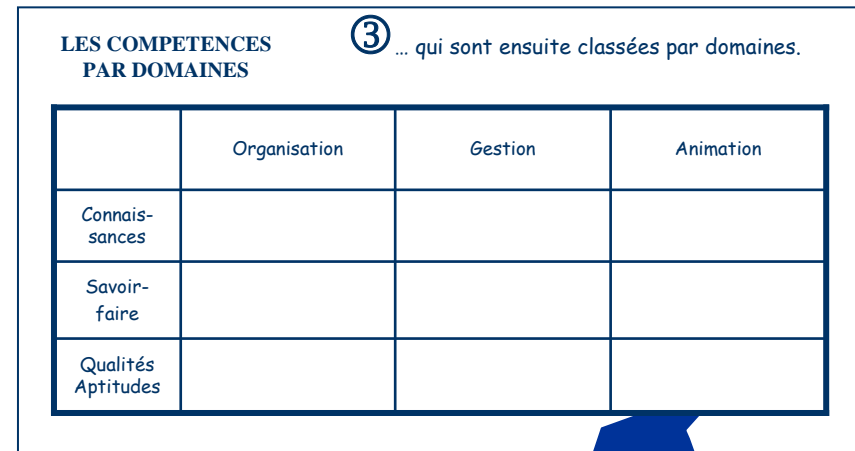 LES COMPETENCES
PAR DOMAINES
③… qui sont ensuite classées par domaines.
Organisation Gestion Animation
Connais-
sances
Savoir-
faire
Qualités
Aptitudes